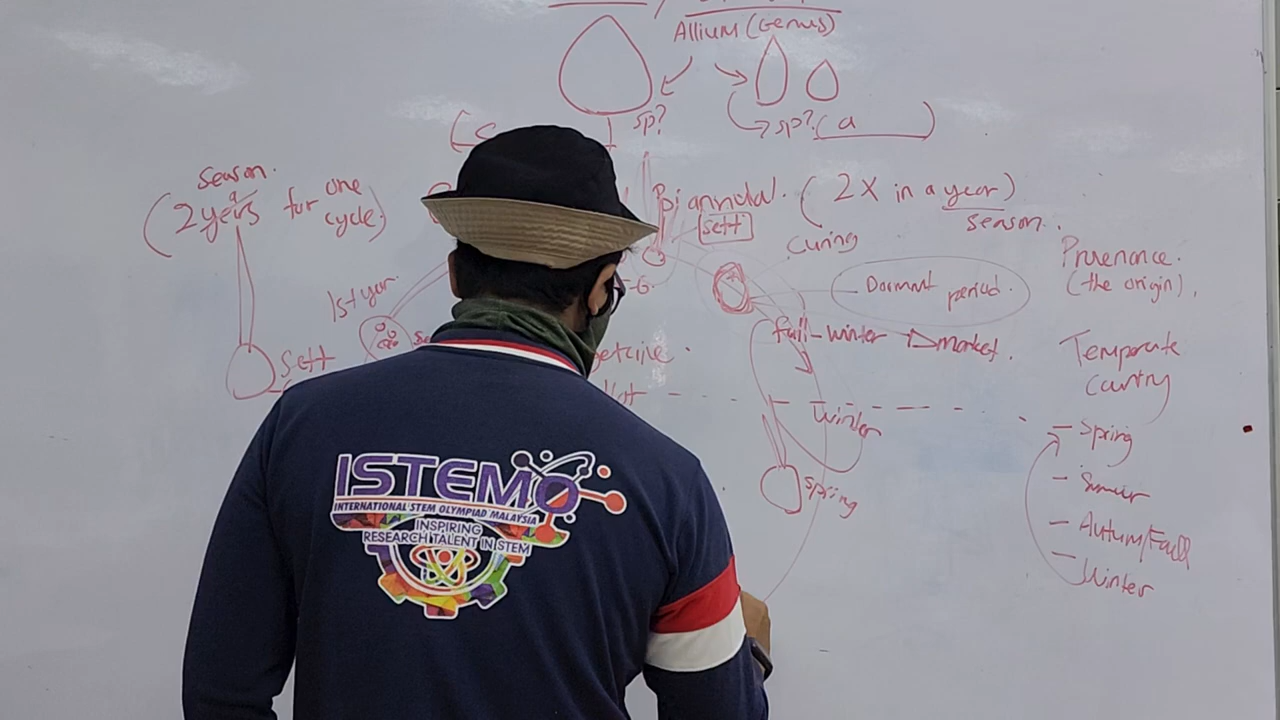 Allium (Genus)
sp?
sp? ( a )
season.
a
(2 years for one
cycle)
Biannual. (2X in a year)
season..
sett
Curing
Dormant period.
Provenance.
(the origin),
1st year
Sett
fall-winter market.
Temperate
Country
winter
- Spring
spring
- Summer
- Autum/Fall
- Winter
ISTEMO
INTERNATIONAL STEM OLYMPIAD MALAYSIA
INSPIRING
RESEARCH TALENT IN STEM